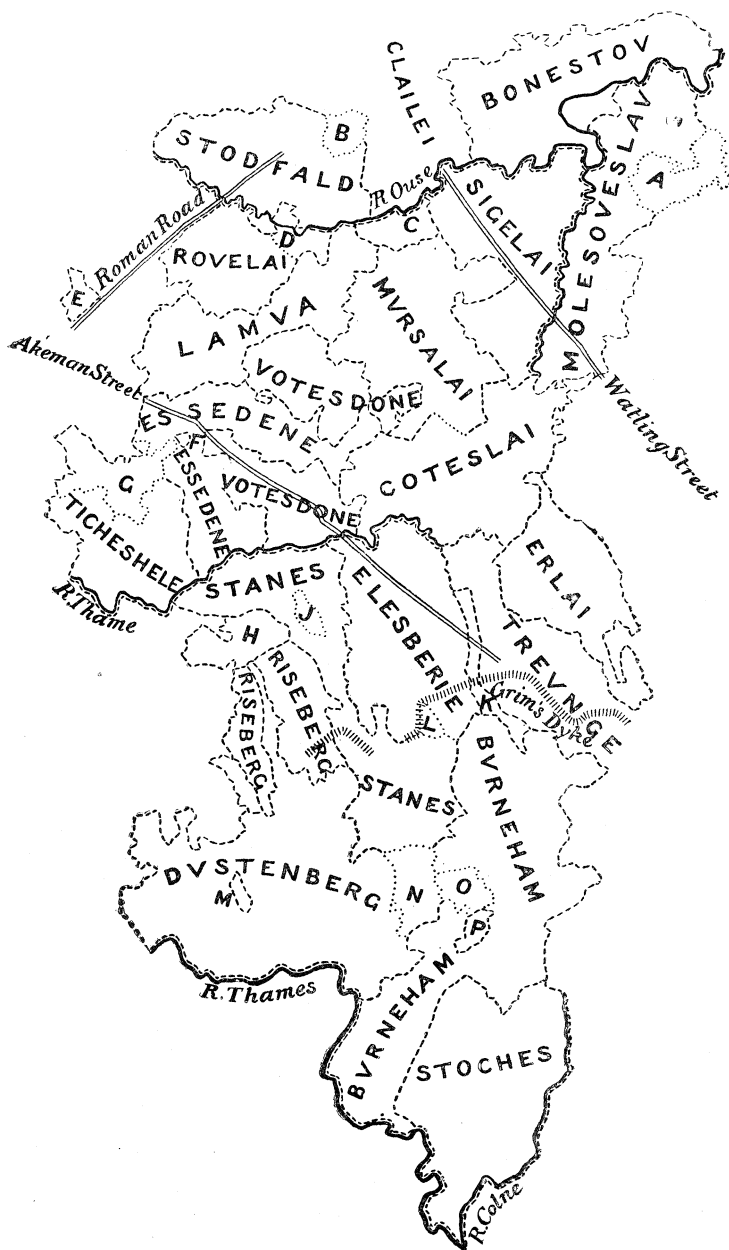 CLAILEI
BONESTOV
STODFALD
B
A
R Ouse
SIGELAI
MOLESOVESLAV
C
D
Roman Road
E
ROVELAI
LAMVA
MVRSALAI
VOTESDONE
Akeman Street
ESSEDENE
F
Watling Street
COTESLAI
G
ESSEDENE
VOTESDONE
TICHESHELE
R. Thame
STANES
ERLAI
ELESBERIE
J
H
TREVNGE
RISEBERG
RISEBERG
K
Grim's Dyke
L
BVRNEHAM
STANES
DVSTENBERG
M
N
O
P
R. Thames
BVRNEHAM
STOCHES
R. Colne